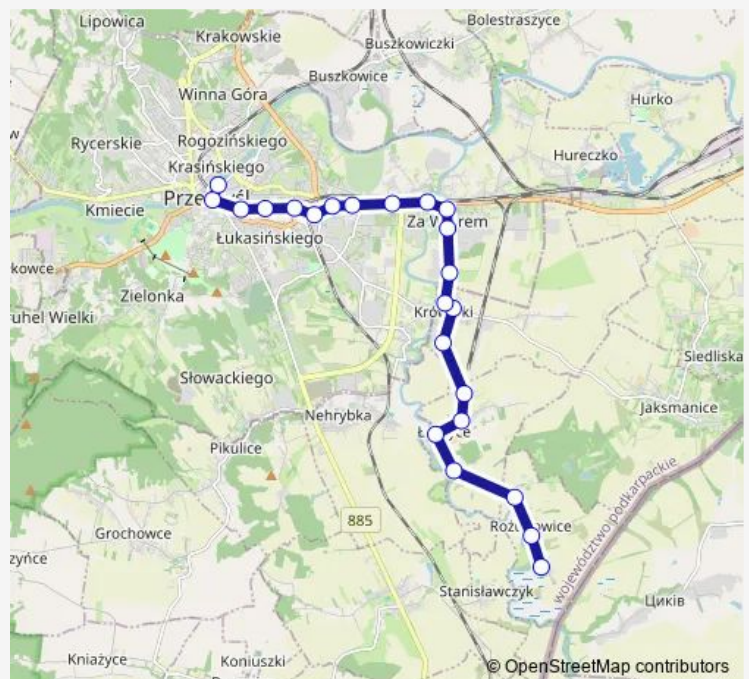 Lipowica
Bolestraszyce
Krakowskie
Buszkowiczki
Buszkowice
Winna Góra
Hurko
Rycerskie
Rogozińskiego
Hureczko
Krasińskiego
Kmiecie
Łukasińskiego
Zielonka
Siedliska
Słowackiego
Jaksmanice
Nehrybka
Pikulice
województwo podkarpackie
885
Grochowce
Stanisławczyk
Циків
Kniażyce
Koniuszki
© OpenStreetMap contributors